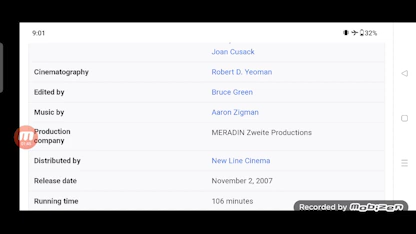 9:01
32%
Joan Cusack
Cinematography Robert D. Yeoman
Edited by Bruce Green
Music by Aaron Zigman
Production company MERADIN Zweite Productions
Distributed by New Line Cinema
Release date November 2, 2007
Running time 106 minutes
Recorded by Mobizen